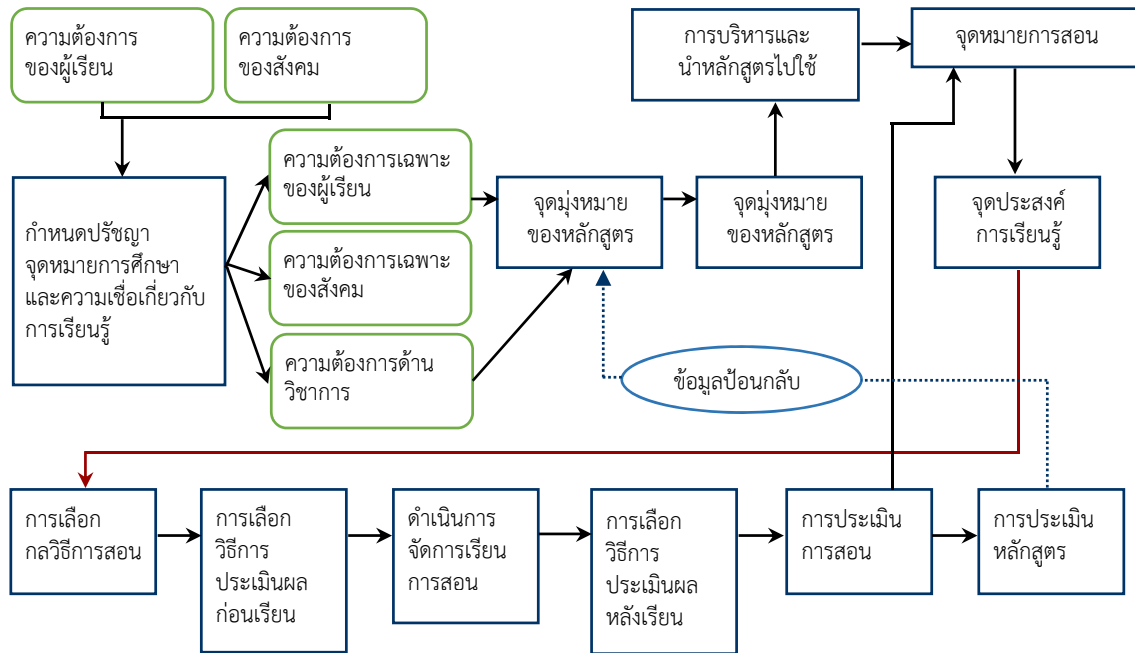 ความต้องการ
ของผู้เรียน
ความต้องการ
ของสังคม
การบริหารและ
นำหลักสูตรไปใช้
จุดหมายการสอน
กำหนดปรัชญา
จุดหมายการศึกษา
และความเชื่อเกี่ยวกับ
การเรียนรู้
ความต้องการเฉพาะ
ของผู้เรียน
ความต้องการเฉพาะ
ของสังคม
ความต้องการด้าน
วิชาการ
จุดมุ่งหมาย
ของหลักสูตร
จุดมุ่งหมาย
ของหลักสูตร
จุดประสงค์
การเรียนรู้
ข้อมูลป้อนกลับ
การเลือก
กลวิธีการสอน
การเลือก
วิธีการ
ประเมินผล
ก่อนเรียน
ดำเนินการ
จัดการเรียน
การสอน
การเลือก
วิธีการ
ประเมินผล
หลังเรียน
การประเมิน
การสอน
การประเมิน
หลักสูตร